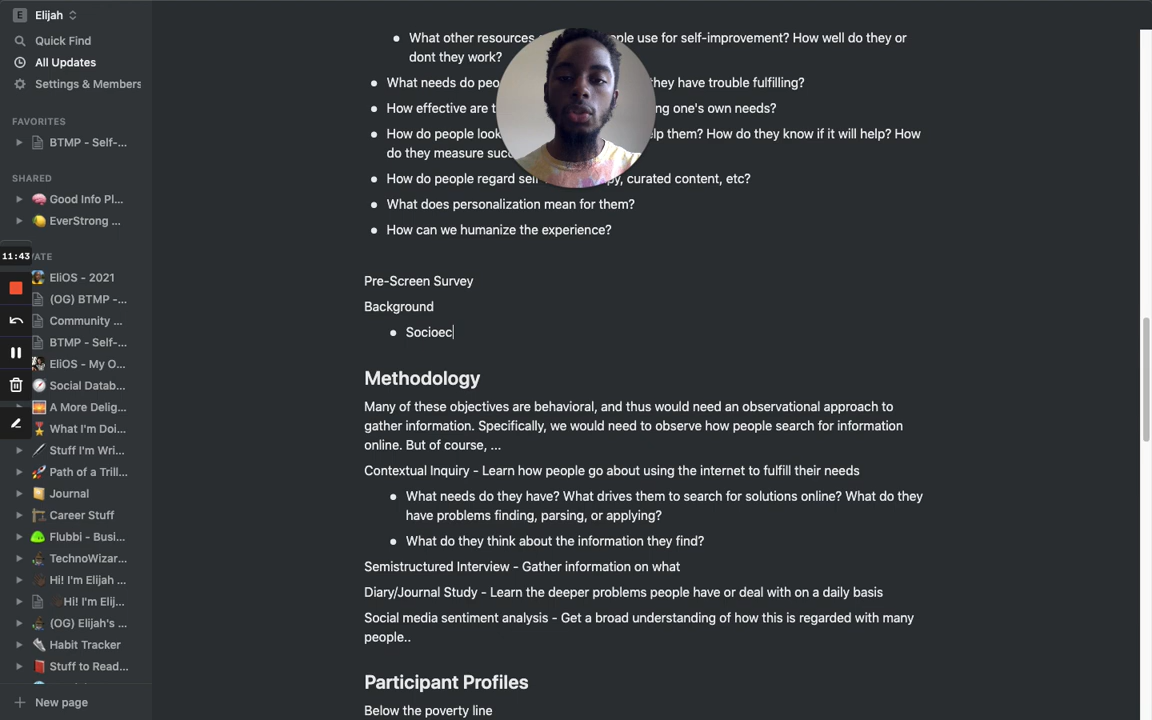 E Elijah
Quick Find
All Updates
Settings & Members
FAVORITES
BTMP - Self-...
SHARED
Good Info Pl...
EverStrong ...
11:43
EliOS - 2021
(OG) BTMP -...
Community ...
BTMP - Self-...
EliOS - My O...
Social Datab...
A More Delig...
What I'm Doi...
Stuff I'm Wri...
Path of a Trill...
Journal
Career Stuff
Flubbi - Busi...
TechnoWizar...
Hi! I'm Elijah ...
Hi! I'm Elij...
(OG) Elijah's ...
Habit Tracker
Stuff to Read...
New page
What other resources use for self-improvement? How well do they or
dont they work?
What needs do they have trouble fulfilling?
How effective are one's own needs?
How do people look them? How do they know if it will help? How
do they measure
How do people regard curated content, etc?
What does personalization mean for them?
How can we humanize the experience?
Pre-Screen Survey
Background
Socioec
Methodology
Many of these objectives are behavioral, and thus would need an observational approach to
gather information. Specifically, we would need to observe how people search for information
online. But of course, ...
Contextual Inquiry - Learn how people go about using the internet to fulfill their needs
What needs do they have? What drives them to search for solutions online? What do they
have problems finding, parsing, or applying?
What do they think about the information they find?
Semistructured Interview - Gather information on what
Diary/Journal Study - Learn the deeper problems people have or deal with on a daily basis
Social media sentiment analysis - Get a broad understanding of how this is regarded with many
people..
Participant Profiles
Below the poverty line